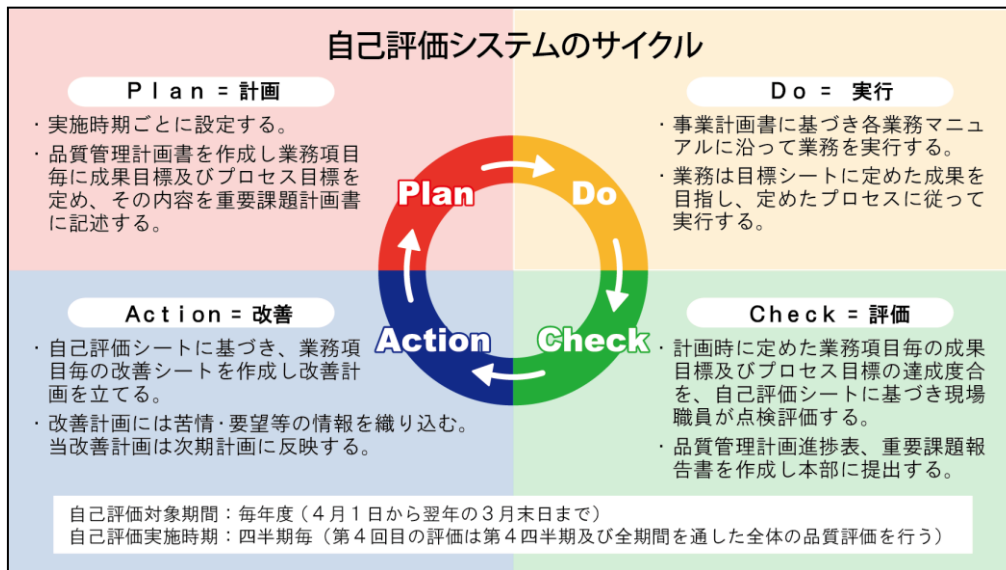 自己評価システムのサイクル
Plan = 計画
・実施時期ごとに設定する。
・品質管理計画書を作成し業務項目
毎に成果目標及びプロセス目標を
定め、その内容を重要課題計画書
に記述する。
Do = 実行
・事業計画書に基づき各業務マニュ
アルに沿って業務を実行する。
・業務は目標シートに定めた成果を
目指し、定めたプロセスに従って
実行する。
Plan
Do
Action
Check
Action = 改善
・自己評価シートに基づき、業務項
目毎の改善シートを作成し改善計
画を立てる。
・改善計画には苦情･要望等の情報を織り込む。
当改善計画は次期計画に反映する。
Check = 評価
・計画時に定めた業務項目毎の成果
目標及びプロセス目標の達成度合
を、自己評価シートに基づき現場
職員が点検評価する。
・品質管理計画進捗表、重要課題報
告書を作成し本部に提出する。
自己評価対象期間：毎年度（４月１日から翌年の３月末日まで）
自己評価実施時期：四半期毎（第４回目の評価は第４四半期及び全期間を通した全体の品質評価を行う）